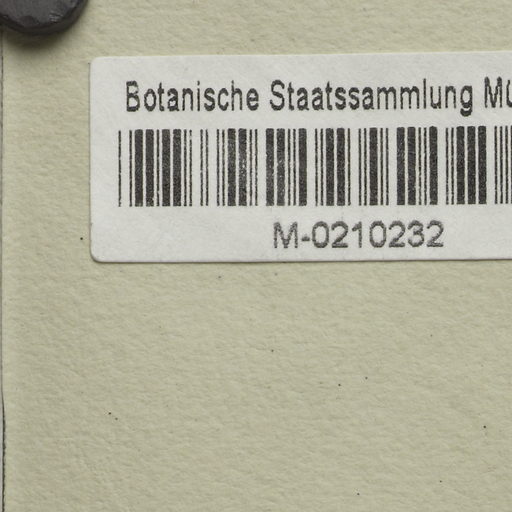 Botanische Staatssammlung Mü
M-0210232